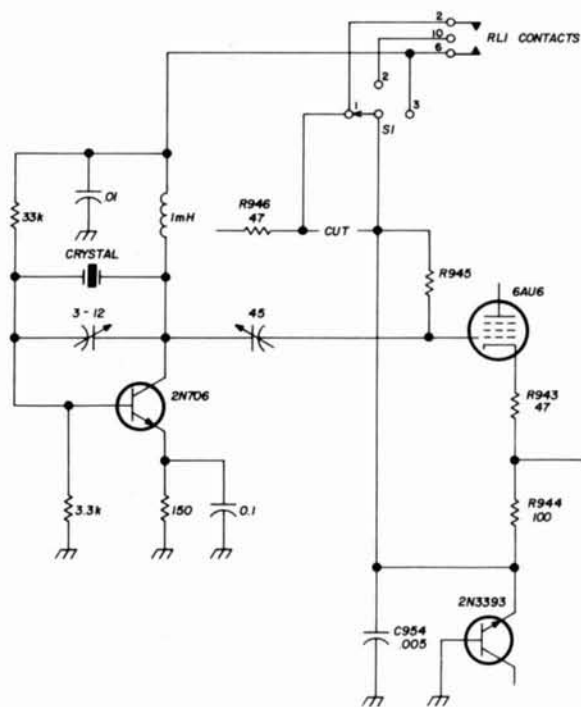 2
10
6
RL1 CONTACTS
2
1
3
S1
33k
.01
1mH
R946
47
CUT
CRYSTAL
R945
6AU6
3-12
45
2N706
R943
47
3.3k
150
0.1
R944
100
2N3393
C954
.005